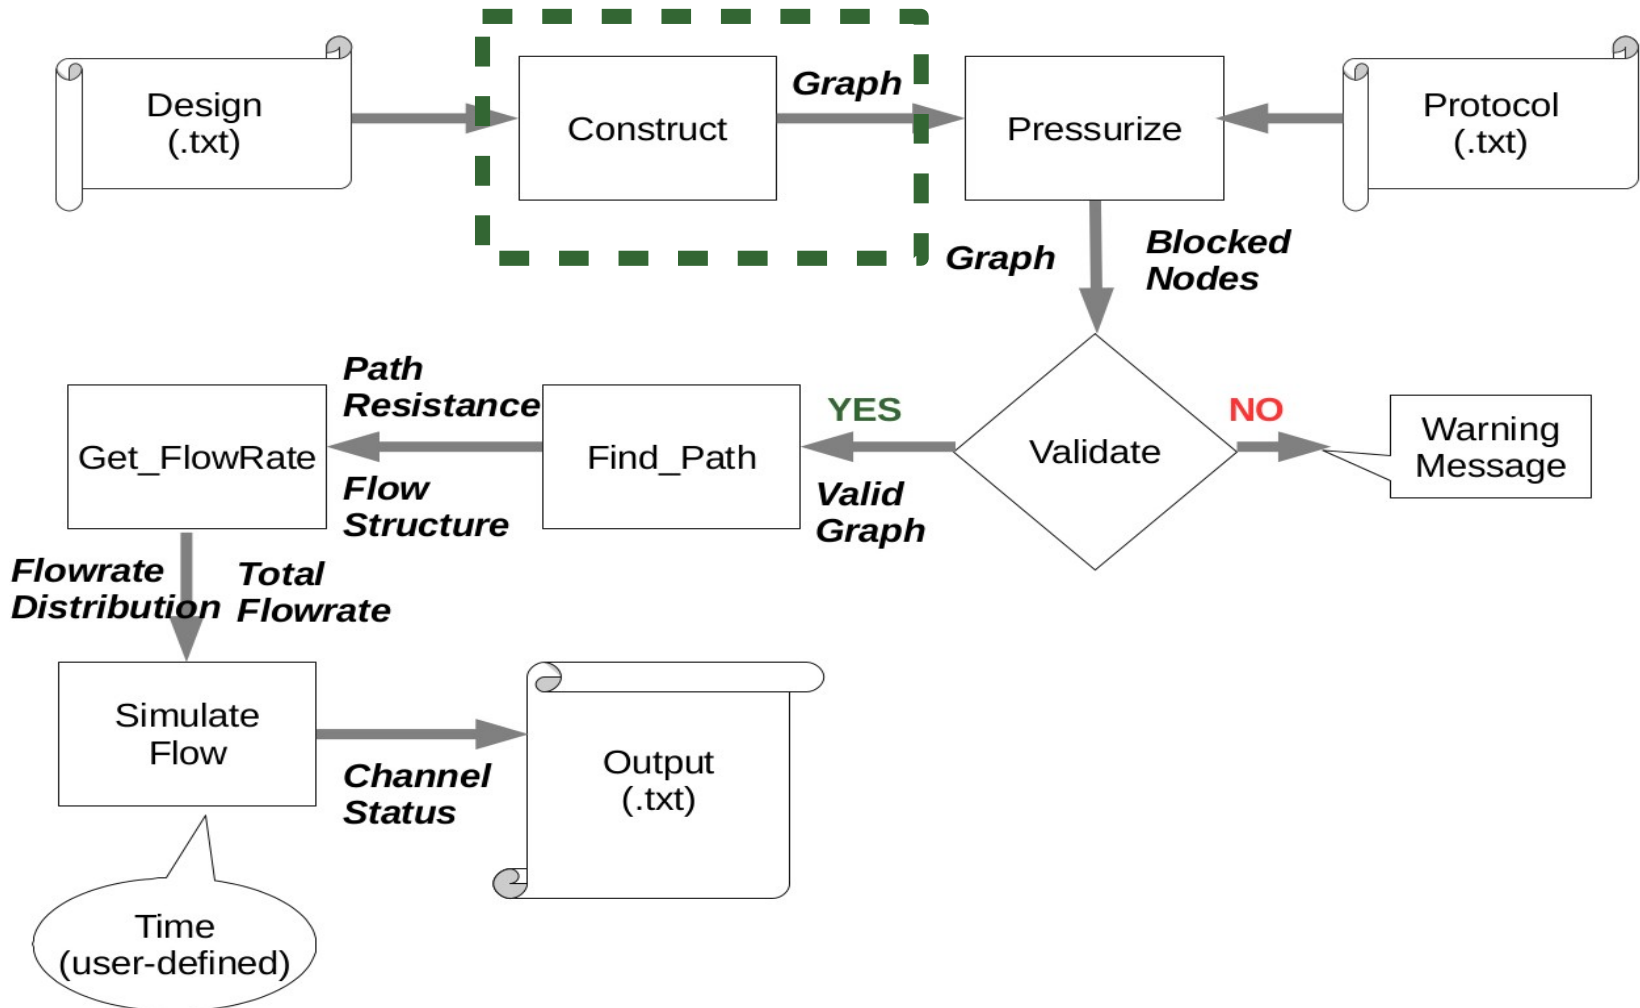 Design
(.txt)
Construct
Graph
Pressurize
Protocol
(.txt)
Graph
Blocked
Nodes
Path
Resistance
Get_FlowRate
Flow
Structure
Find_Path
YES
Valid
Graph
Validate
NO
Warning
Message
Flowrate
Distribution
Total
Flowrate
Simulate
Flow
Channel
Status
Output
(.txt)
Time
(user-defined)